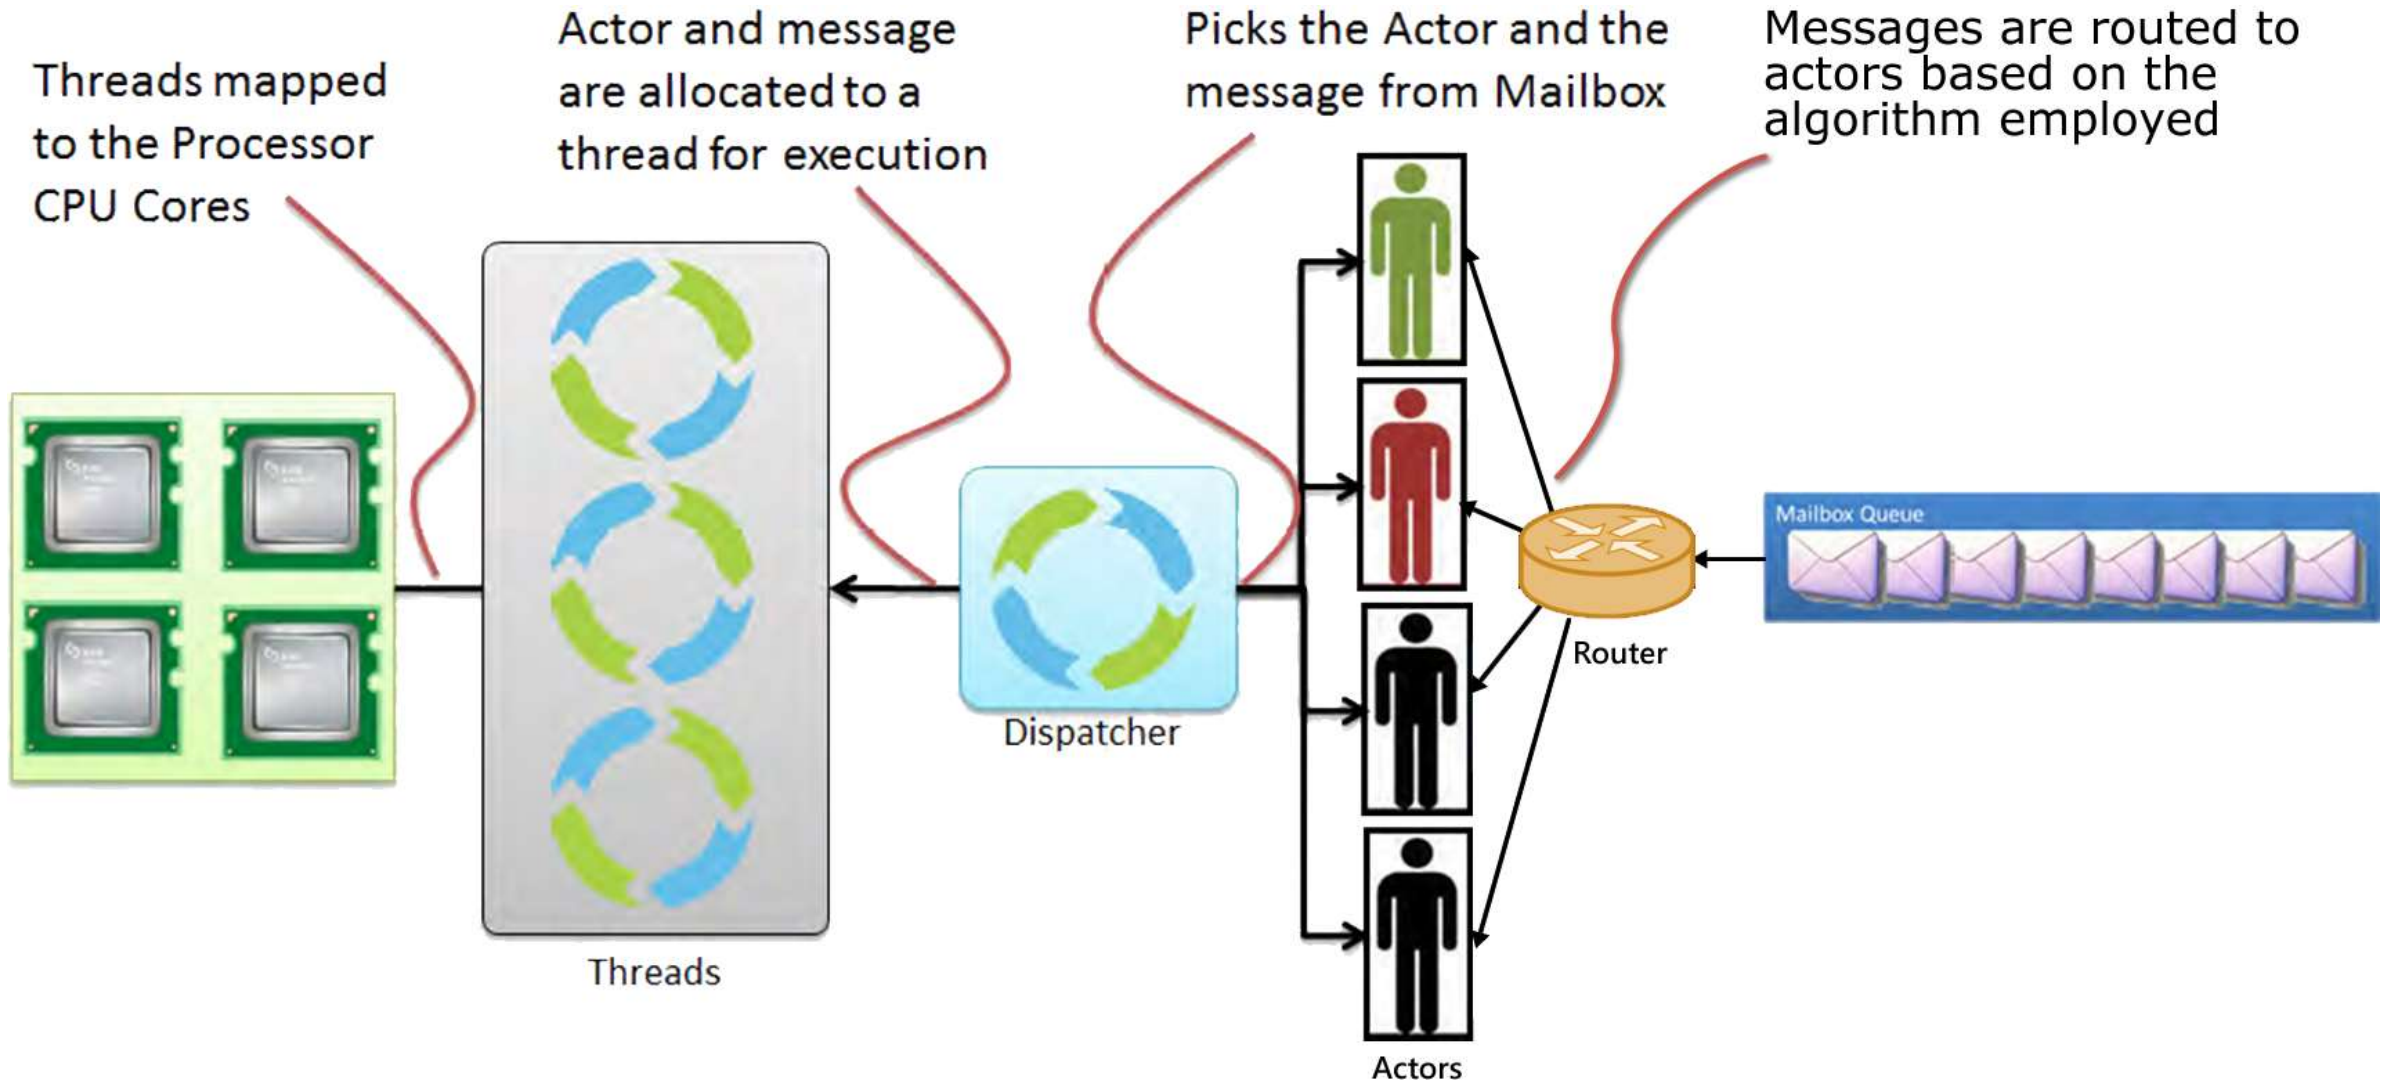 Threads mapped
to the Processor
CPU Cores
Actor and message
are allocated to a
thread for execution
Picks the Actor and the
message from Mailbox
Messages are routed to
actors based on the
algorithm employed
Mailbox Queue
Router
Dispatcher
Threads
Actors